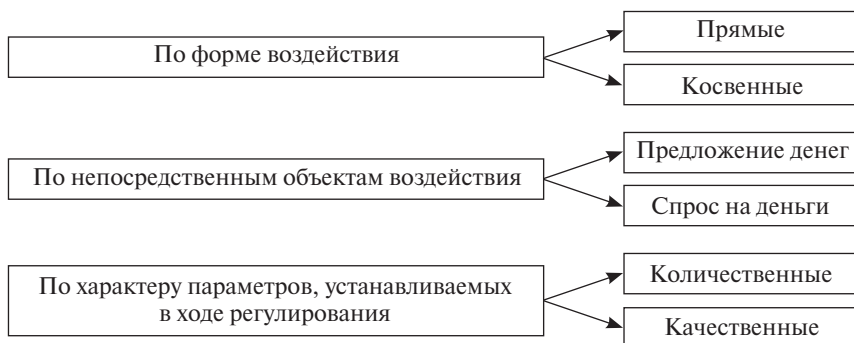 По форме воздействия
Прямые
Косвенные
По непосредственным объектам воздействия
Предложение денег
Спрос на деньги
По характеру параметров, устанавливаемых
в ходе регулирования
Количественные
Качественные